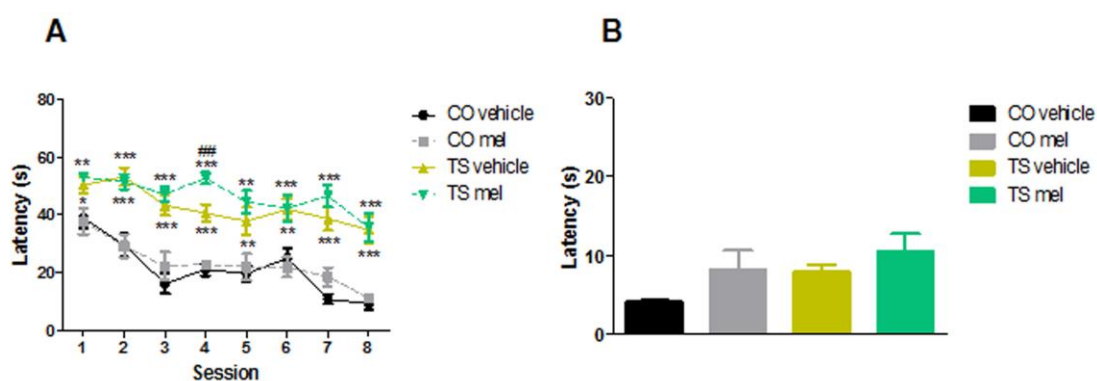 A
Latency (s)
80
60
40
20
0
** *** *** ## *** ** *** *** ***
* *** *** *** ** ** *** ***
1 2 3 4 5 6 7 8
Session
CO vehicle
CO mel
TS vehicle
TS mel
B
Latency (s)
30
20
10
0
CO vehicle
CO mel
TS vehicle
TS mel